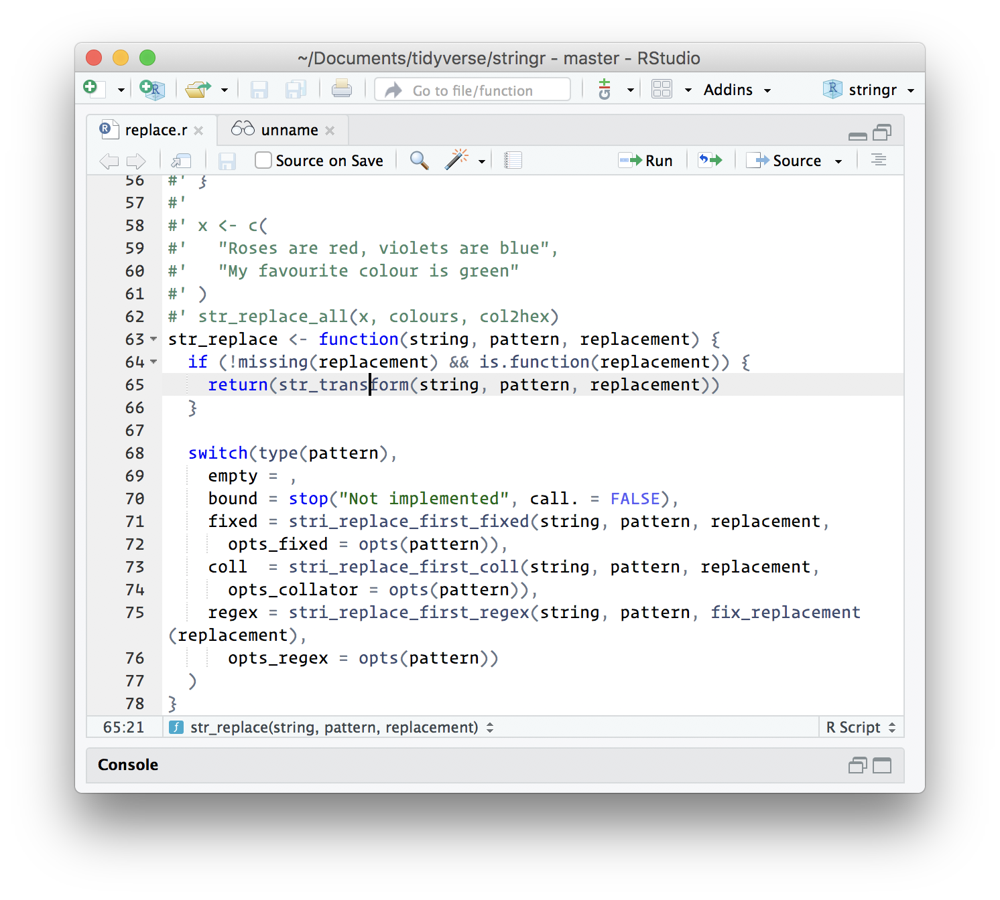 ~/Documents/tidyverse/stringr - master - RStudio
Go to file/function
Addins
stringr
replace.r
unname
Source on Save
Run
Source
56 #' }
57 #'
58 #' x <- c(
59 #'   "Roses are red, violets are blue",
60 #'   "My favourite colour is green"
61 #' )
62 #' str_replace_all(x, colours, col2hex)
63 str_replace <- function(string, pattern, replacement) {
64   if (!missing(replacement) && is.function(replacement)) {
65     return(str_transform(string, pattern, replacement))
66   }
67
68   switch(type(pattern),
69     empty = ,
70     bound = stop("Not implemented", call. = FALSE),
71     fixed = stri_replace_first_fixed(string, pattern, replacement,
72       opts_fixed = opts(pattern)),
73     coll  = stri_replace_first_coll(string, pattern, replacement,
74       opts_collator = opts(pattern)),
75     regex = stri_replace_first_regex(string, pattern, fix_replacement
(replacement),
76       opts_regex = opts(pattern))
77   )
78 }
65:21
str_replace(string, pattern, replacement)
R Script
Console